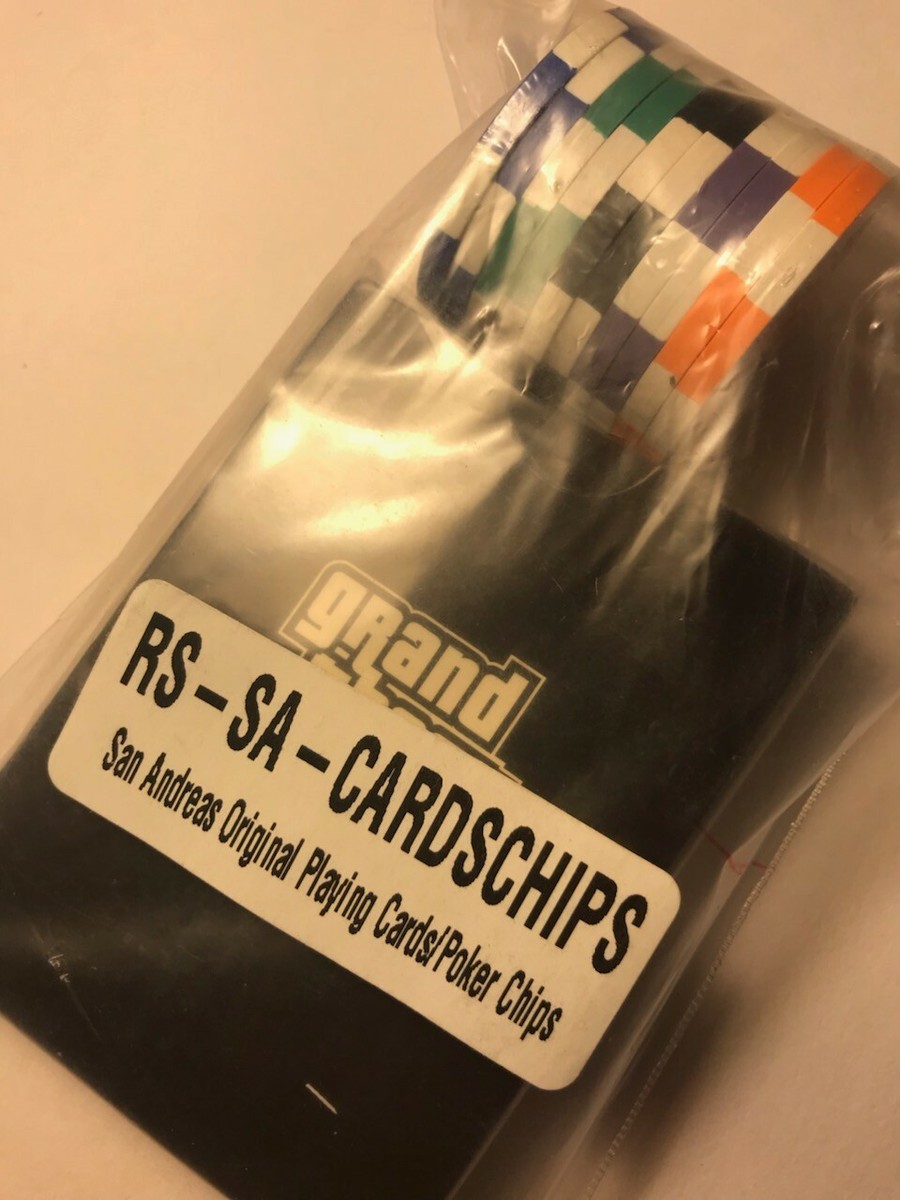 grand
RS-SA-CARDSCHIPS
San Andreas Original Playing Cards/Poker Chips